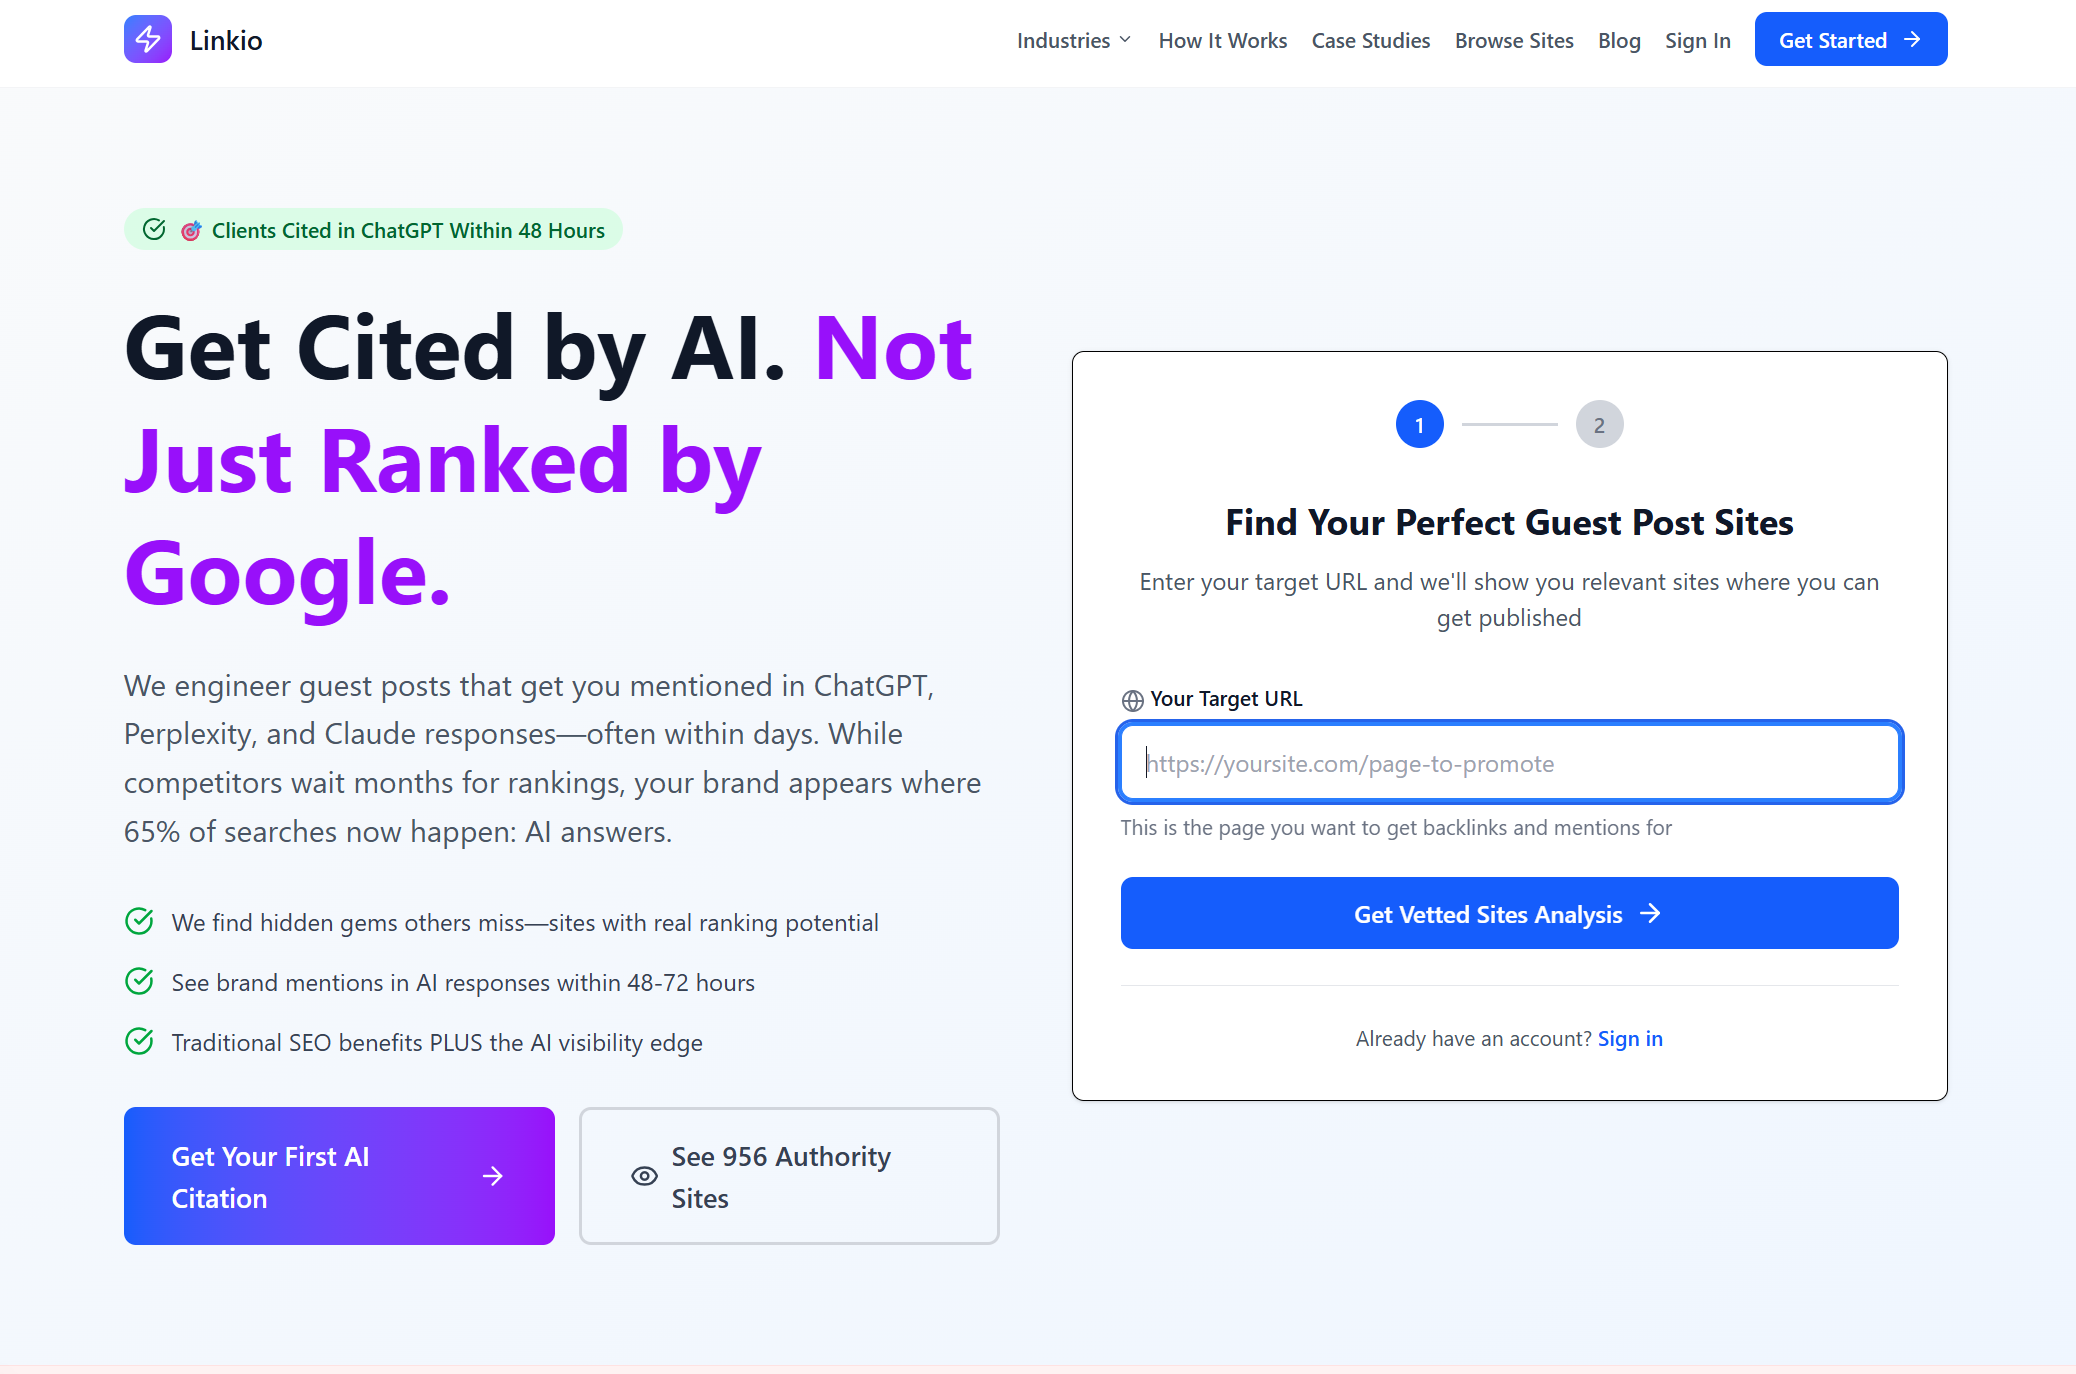 Linkio
Industries
How It Works
Case Studies
Browse Sites
Blog
Sign In
Get Started
Clients Cited in ChatGPT Within 48 Hours
Get Cited by AI. Not
Just Ranked by
Google.
We engineer guest posts that get you mentioned in ChatGPT,
Perplexity, and Claude responses—often within days. While
competitors wait months for rankings, your brand appears where
65% of searches now happen: AI answers.
We find hidden gems others miss—sites with real ranking potential
See brand mentions in AI responses within 48-72 hours
Traditional SEO benefits PLUS the AI visibility edge
Get Your First AI
Citation
See 956 Authority
Sites
1
2
Find Your Perfect Guest Post Sites
Enter your target URL and we'll show you relevant sites where you can
get published
Your Target URL
https://yoursite.com/page-to-promote
This is the page you want to get backlinks and mentions for
Get Vetted Sites Analysis
Already have an account? Sign in